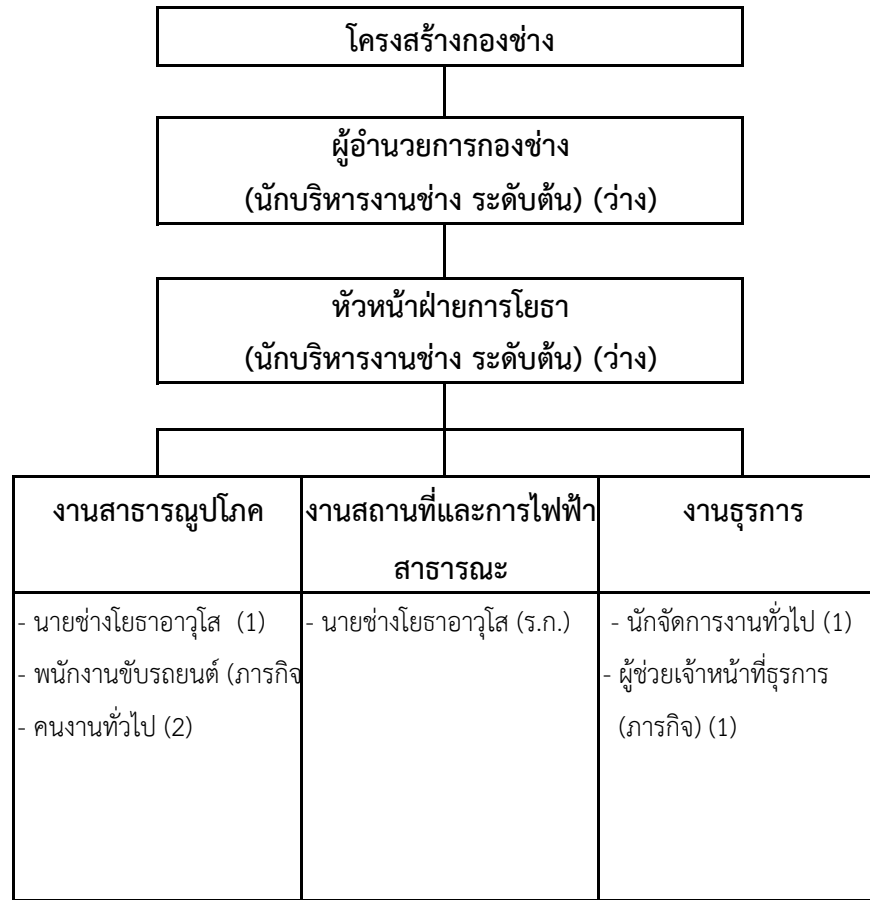 โครงสร้างกองช่าง
ผู้อำนวยการกองช่าง
(นักบริหารงานช่าง ระดับต้น) (ว่าง)
หัวหน้าฝ่ายการโยธา
(นักบริหารงานช่าง ระดับต้น) (ว่าง)
งานสาธารณูปโภค
- นายช่างโยธาอาวุโส (1)
- พนักงานขับรถยนต์ (ภารกิจ
- คนงานทั่วไป (2)
งานสถานที่และการไฟฟ้า
สาธารณะ
- นายช่างโยธาอาวุโส (ร.ก.)
งานธุรการ
- นักจัดการงานทั่วไป (1)
- ผู้ช่วยเจ้าหน้าที่ธุรการ
(ภารกิจ) (1)